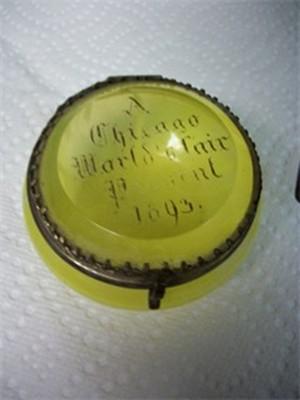 A
Chicago
World's Fair
Present
1893.